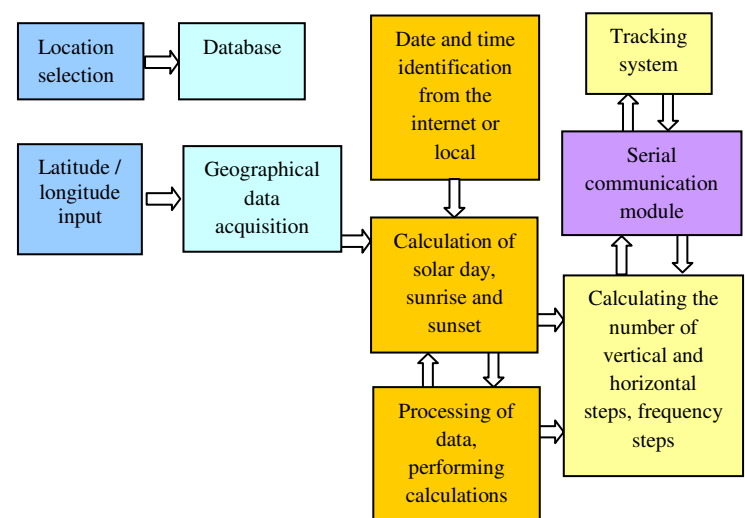 Location
selection
Database
Date and time
identification
from the
internet or
local
Tracking
system
Latitude /
longitude
input
Geographical
data
acquisition
Serial
communication
module
Calculation of
solar day,
sunrise and
sunset
Calculating the
number of
vertical and
horizontal
steps, frequency
steps
Processing of
data,
performing
calculations